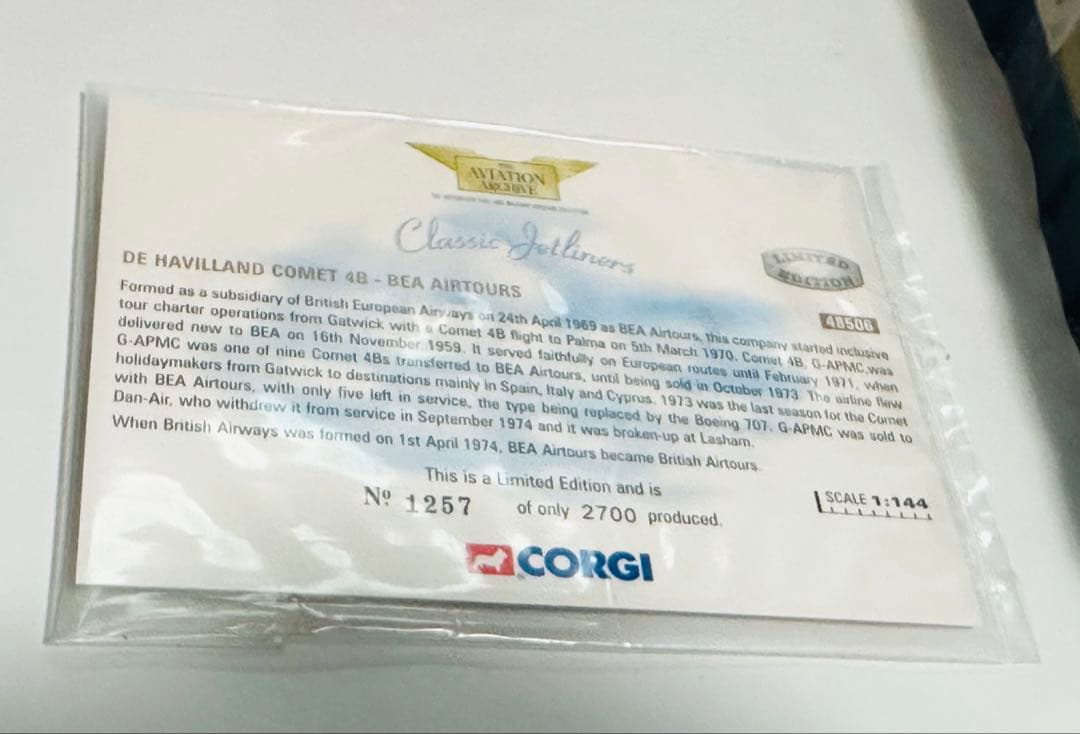 AVIATION
ARCHIVE
Classic Jetliners
LIMITED
EDITION
48506
DE HAVILLAND COMET 4B - BEA AIRTOURS
Formed as a subsidiary of British European Airways on 24th April 1969 as BEA Airtours, this company started inclusive
tour charter operations from Gatwick with a Comet 4B flight to Palma on 5th March 1970. Comet 4B, G-APMC,was
delivered new to BEA on 16th November 1959. It served faithfully on European routes until February 1971, when
G-APMC was one of nine Comet 4Bs transferred to BEA Airtours, until being sold in October 1973. The airline flew
holidaymakers from Gatwick to destinations mainly in Spain, Italy and Cyprus. 1973 was the last season for the Comet
with BEA Airtours, with only five left in service, the type being replaced by the Boeing 707. G-APMC was sold to
Dan-Air, who withdrew it from service in September 1974 and it was broken-up at Lasham.
When British Airways was formed on 1st April 1974, BEA Airtours became British Airtours.
This is a Limited Edition and is
Nº 1257 of only 2700 produced.
SCALE 1:144
CORGI